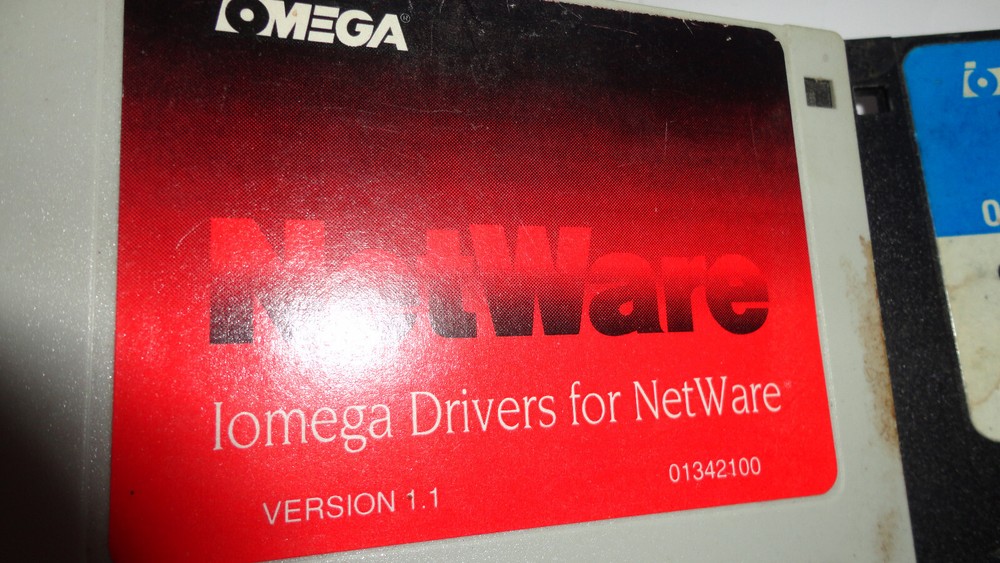 IOMEGA®
NetWare
Iomega Drivers for NetWare
VERSION 1.1
01342100